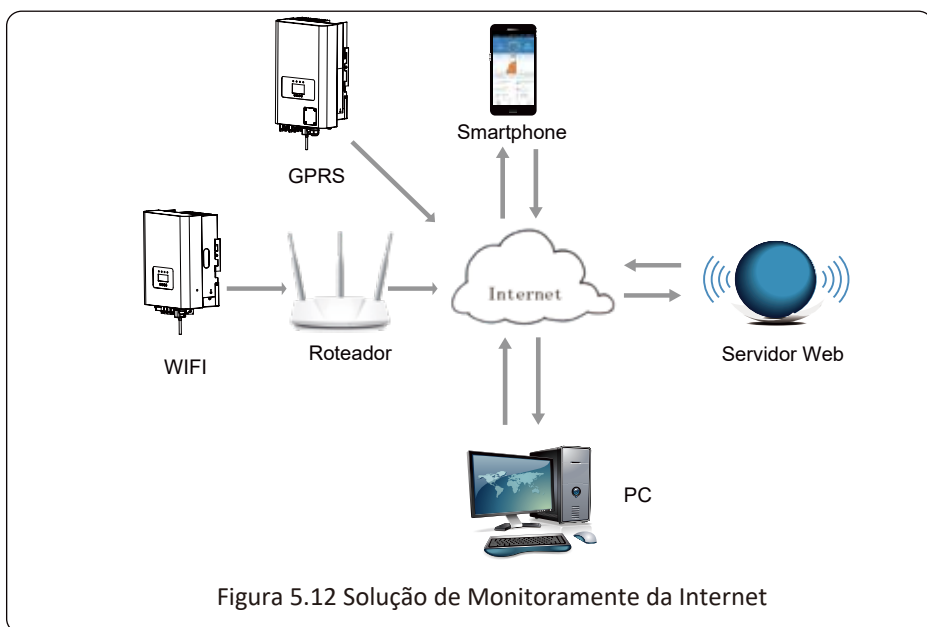 Smartphone
GPRS
Internet
WIFI
Roteador
Servidor Web
PC
Figura 5.12 Solução de Monitoramente da Internet